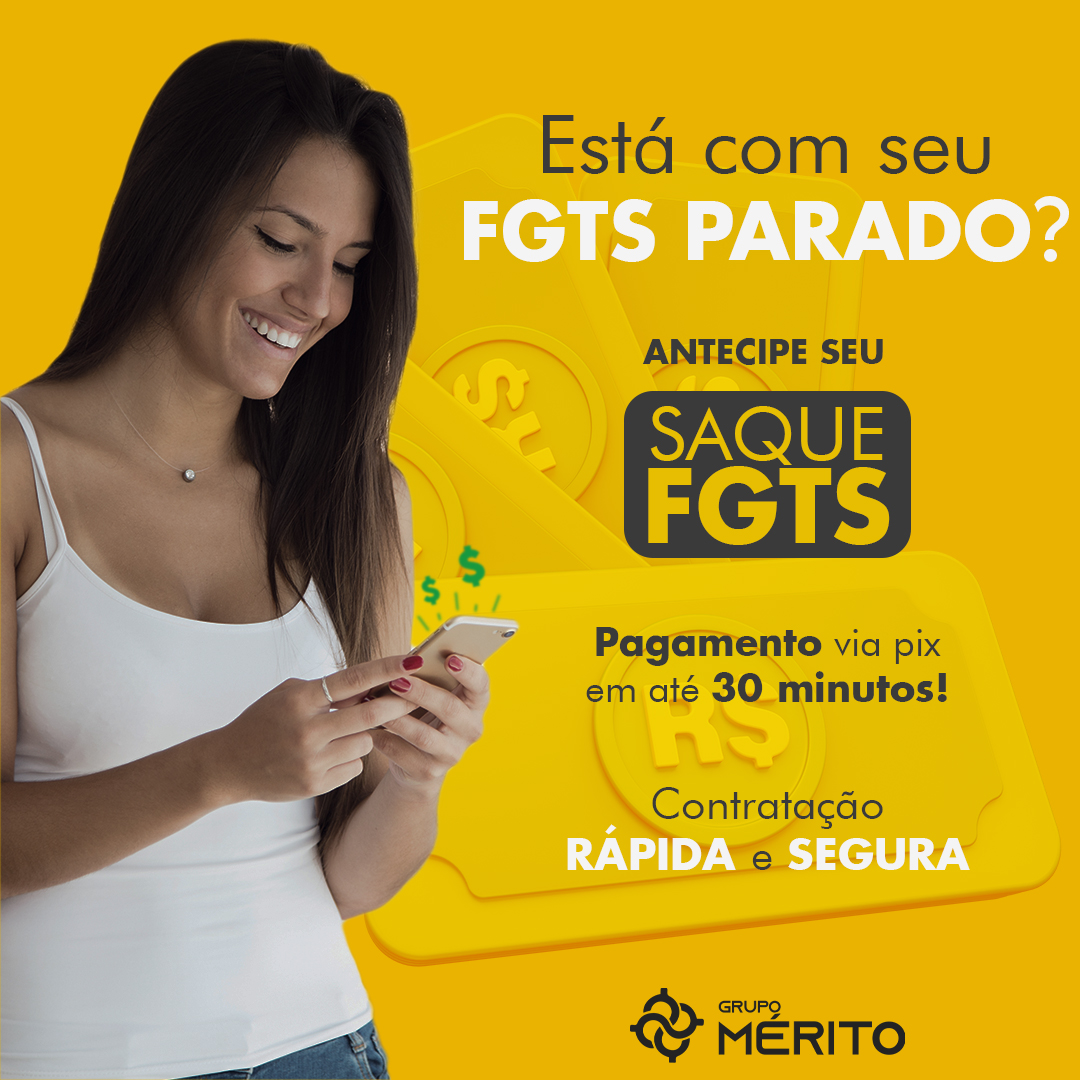 Está com seu
FGTS PARADO?
ANTECIPE SEU
SAQUE
FGTS
Pagamento via pix
em até 30 minutos!
R$
Contratação
RÁPIDA e SEGURA
GRUPO
MÉRITO